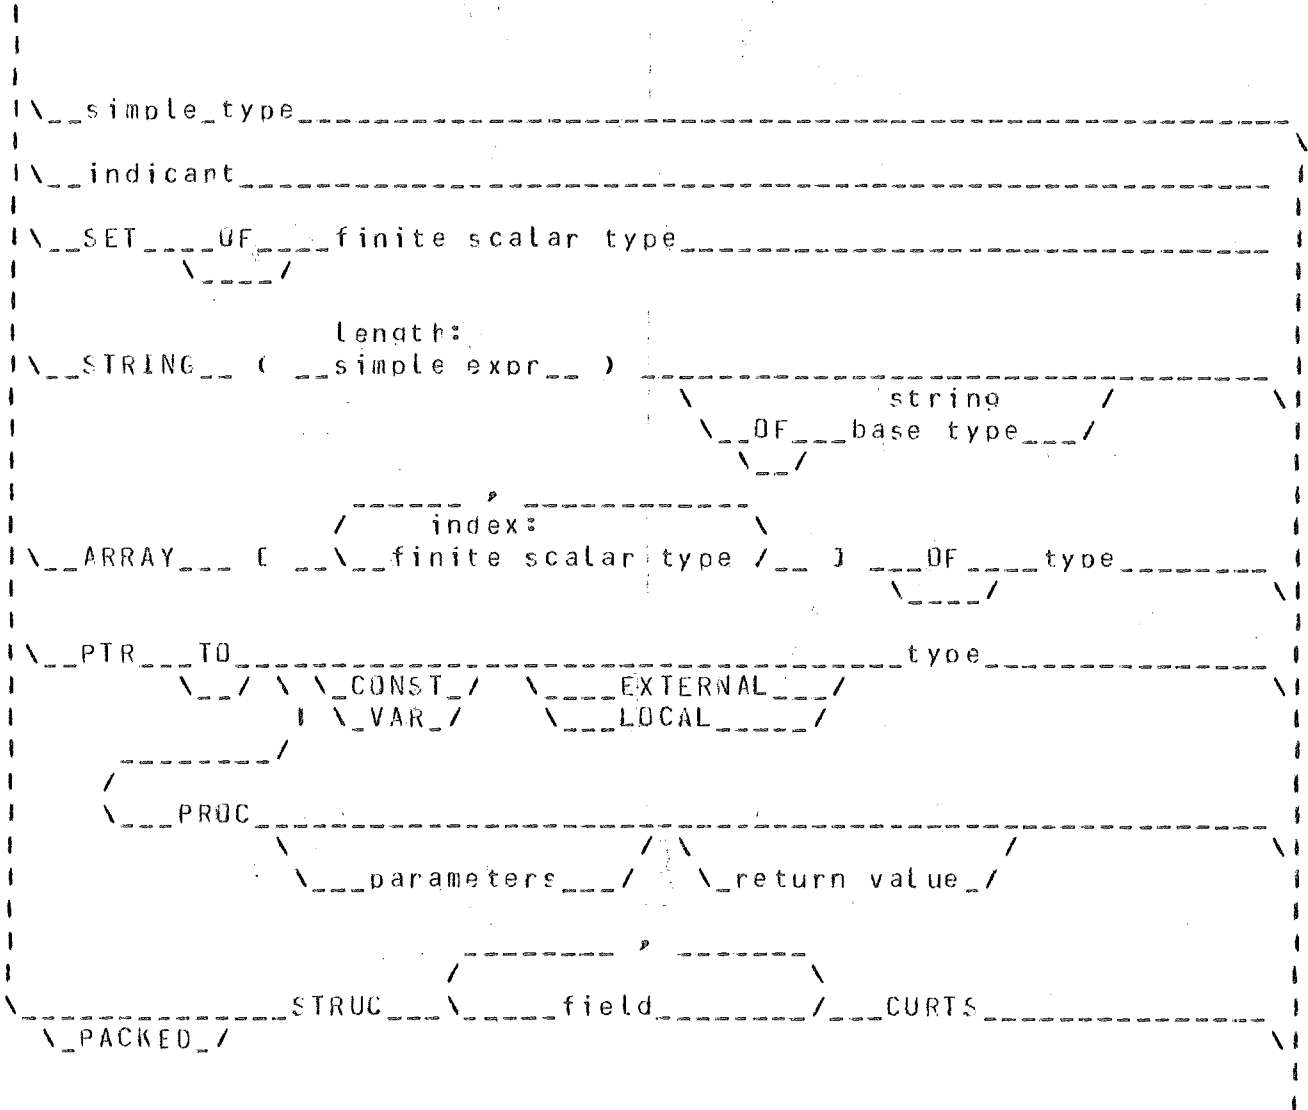 simple_type
indicant
SET OF finite scalar type
length:
STRING ( simple expr )
string
OF base type
,
index:
ARRAY [ finite scalar type ] OF type
PTR TO type
CONST EXTERNAL
VAR LOCAL
PROC
parameters return value
,
STRUC field CURTS
PACKED